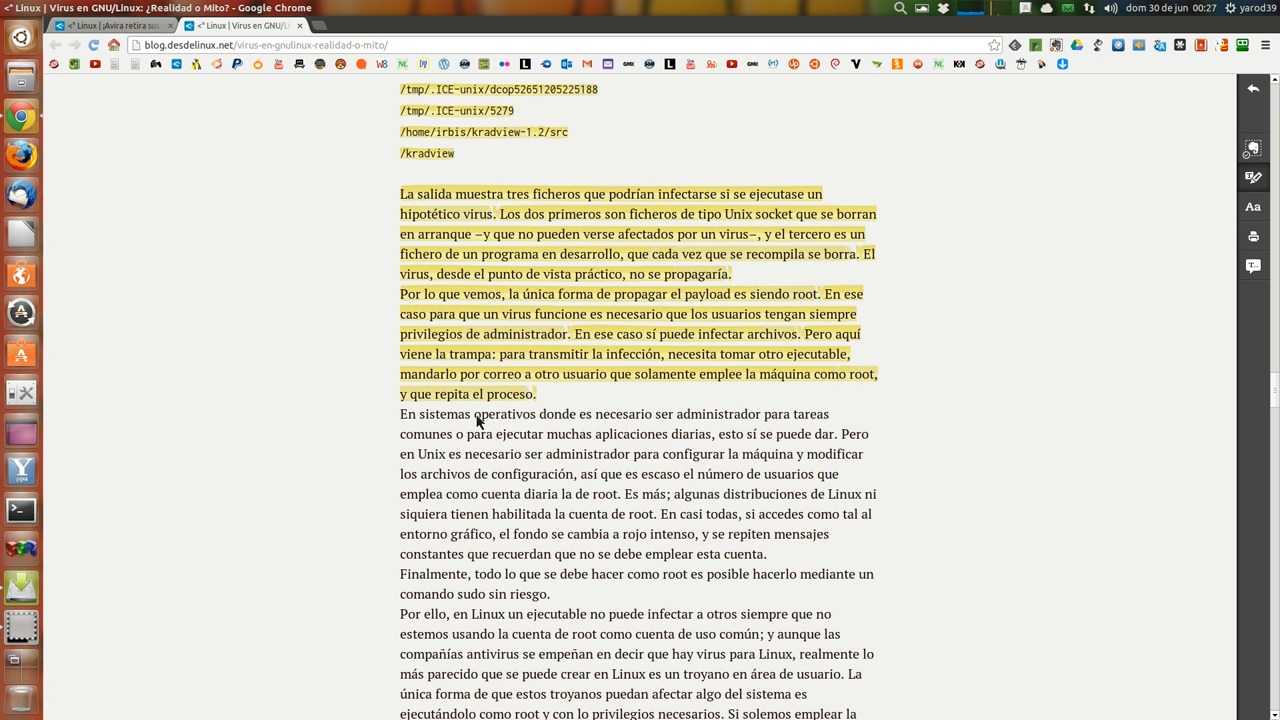 <° Linux | Virus en GNU/Linux: ¿Realidad o Mito? - Google Chrome
dom 30 de jun 00:27
yarod39
<° Linux | ¡Avira retira sus
<° Linux | Virus en GNU/Linu
blog.desdelinux.net/virus-en-gnulinux-realidad-o-mito/
/tmp/.ICE-unix/dcop52651205225188
/tmp/.ICE-unix/5279
/home/irbis/kradview-1.2/src
/kradview
La salida muestra tres ficheros que podrían infectarse si se ejecutase un
hipotético virus. Los dos primeros son ficheros de tipo Unix socket que se borran
en arranque –y que no pueden verse afectados por un virus–, y el tercero es un
fichero de un programa en desarrollo, que cada vez que se recompila se borra. El
virus, desde el punto de vista práctico, no se propagaría.
Por lo que vemos, la única forma de propagar el payload es siendo root. En ese
caso para que un virus funcione es necesario que los usuarios tengan siempre
privilegios de administrador. En ese caso sí puede infectar archivos. Pero aquí
viene la trampa: para transmitir la infección, necesita tomar otro ejecutable,
mandarlo por correo a otro usuario que solamente emplee la máquina como root,
y que repita el proceso.
En sistemas operativos donde es necesario ser administrador para tareas
comunes o para ejecutar muchas aplicaciones diarias, esto sí se puede dar. Pero
en Unix es necesario ser administrador para configurar la máquina y modificar
los archivos de configuración, así que es escaso el número de usuarios que
emplea como cuenta diaria la de root. Es más; algunas distribuciones de Linux ni
siquiera tienen habilitada la cuenta de root. En casi todas, si accedes como tal al
entorno gráfico, el fondo se cambia a rojo intenso, y se repiten mensajes
constantes que recuerdan que no se debe emplear esta cuenta.
Finalmente, todo lo que se debe hacer como root es posible hacerlo mediante un
comando sudo sin riesgo.
Por ello, en Linux un ejecutable no puede infectar a otros siempre que no
estemos usando la cuenta de root como cuenta de uso común; y aunque las
compañías antivirus se empeñan en decir que hay virus para Linux, realmente lo
más parecido que se puede crear en Linux es un troyano en área de usuario. La
única forma de que estos troyanos puedan afectar algo del sistema es
ejecutándolo como root y con lo privilegios necesarios. Si solemos emplear la
Aa